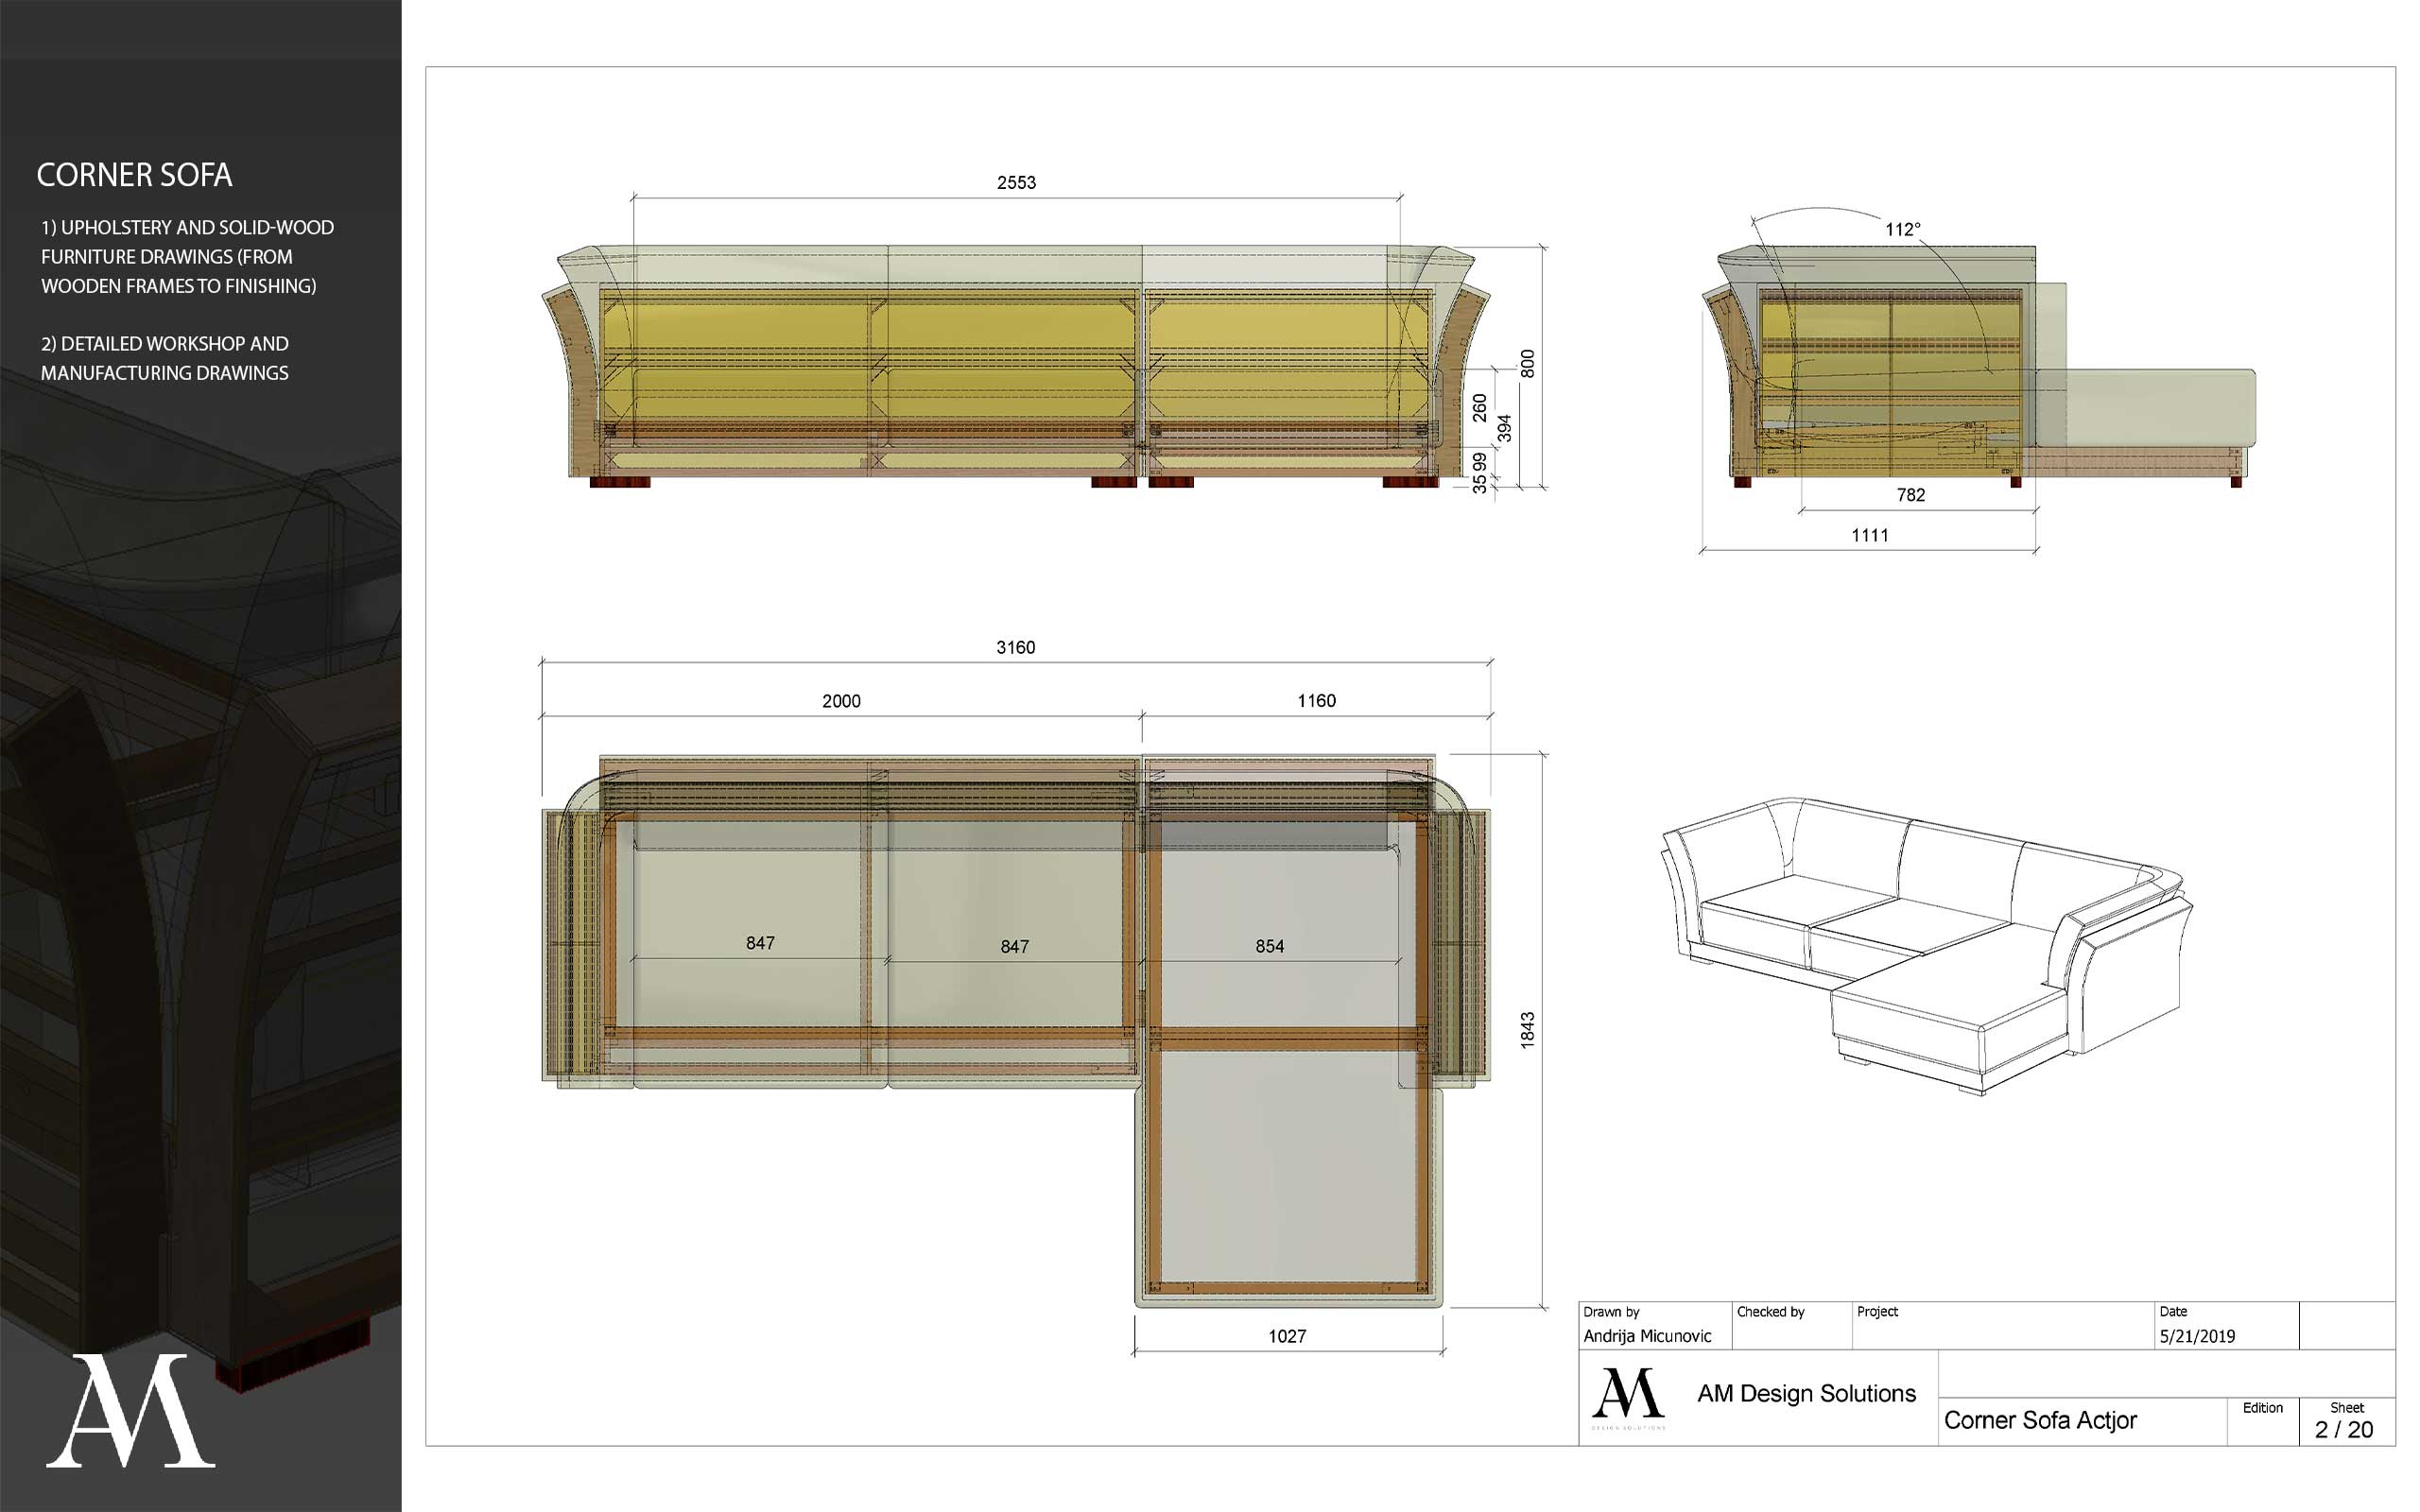 CORNER SOFA
1) UPHOLSTERY AND SOLID-WOOD
FURNITURE DRAWINGS (FROM
WOODEN FRAMES TO FINISHING)
2) DETAILED WORKSHOP AND
MANUFACTURING DRAWINGS
AM
2553
800
260
394
99
35
112°
782
1111
3160
2000
1160
847
847
854
1843
1027
Drawn by
Andrija Micunovic
Checked by
Project
Date
5/21/2019
AM
DESIGN SOLUTIONS
AM Design Solutions
Corner Sofa Actjor
Edition
Sheet
2 / 20